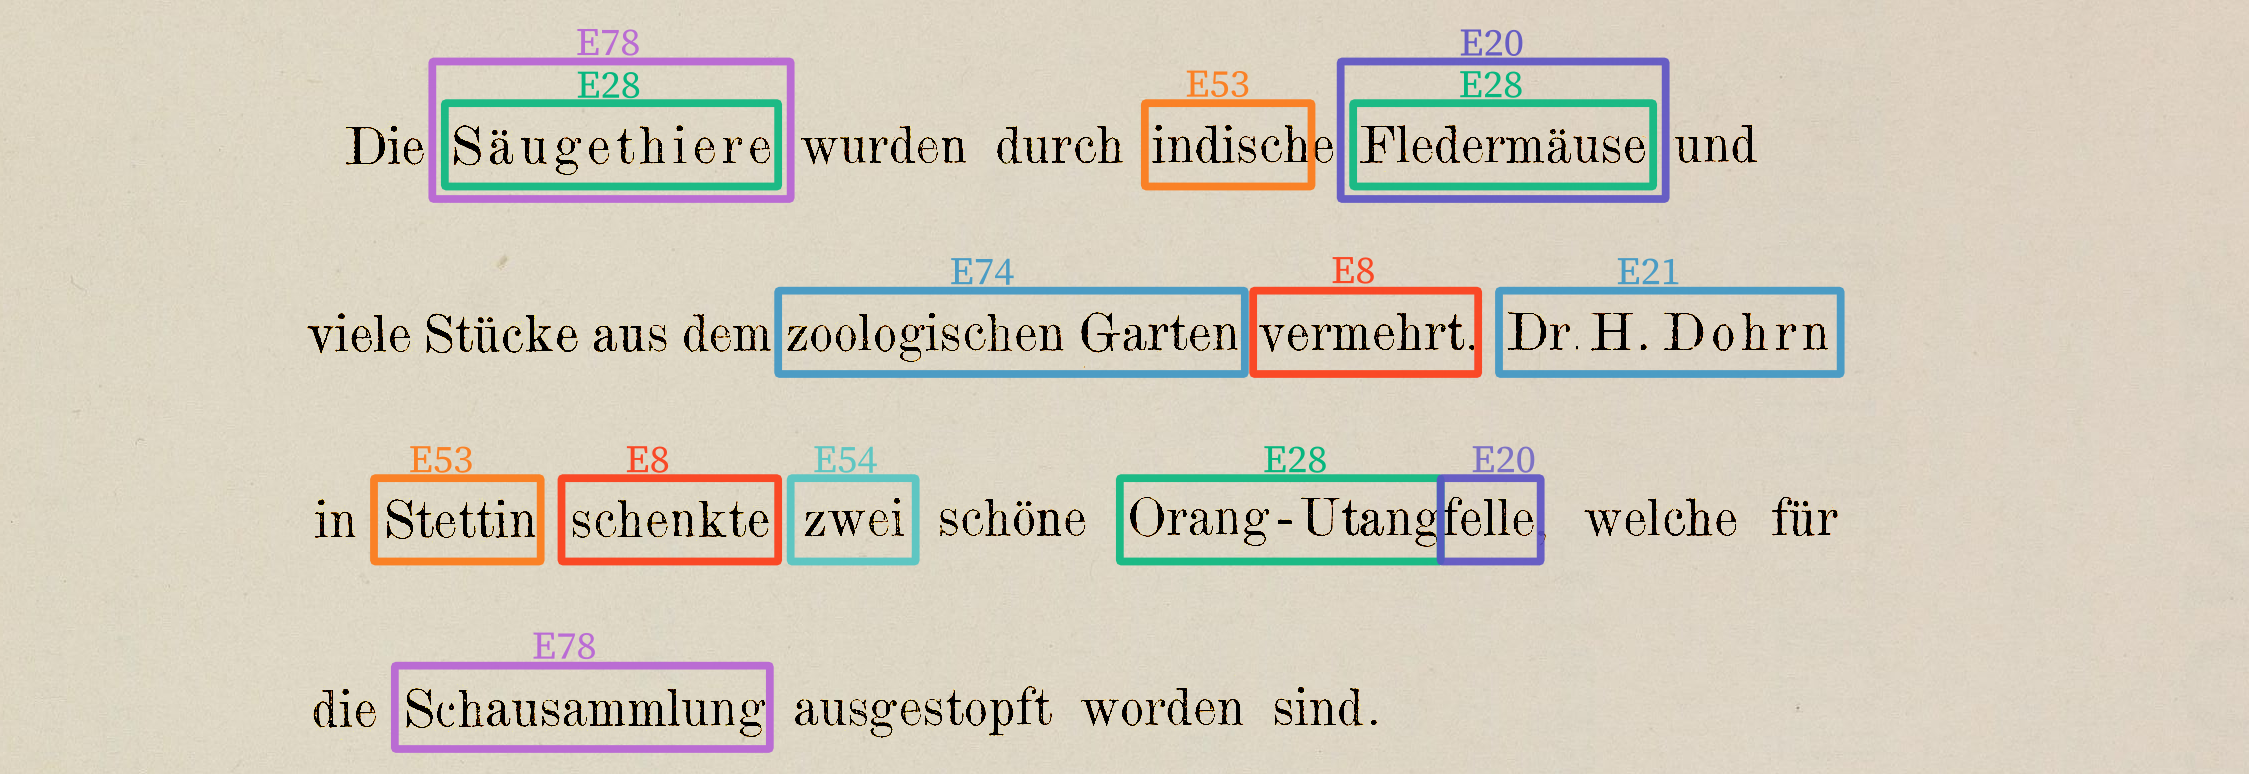 E78 E20
E28 E53 E28
Die Säugethiere wurden durch indische Fledermäuse und
E74 E8 E21
viele Stücke aus dem zoologischen Garten vermehrt. Dr. H. Dohrn
E53 E8 E54 E28 E20
in Stettin schenkte zwei schöne Orang-Utangfelle, welche für
E78
die Schausammlung ausgestopft worden sind.